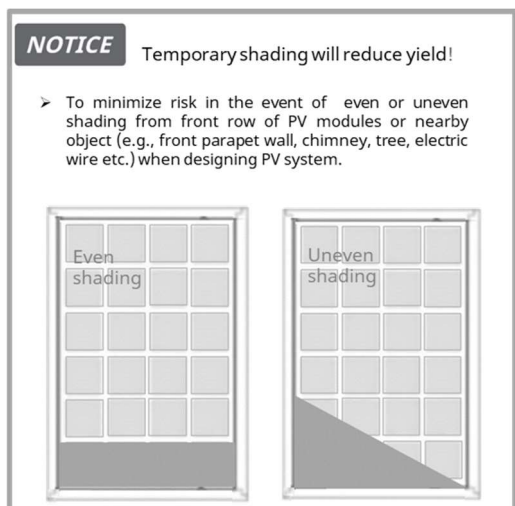 NOTICE Temporary shading will reduce yield!
➢ To minimize risk in the event of even or uneven
shading from front row of PV modules or nearby
object (e.g., front parapet wall, chimney, tree, electric
wire etc.) when designing PV system.
Even
shading
Uneven
shading